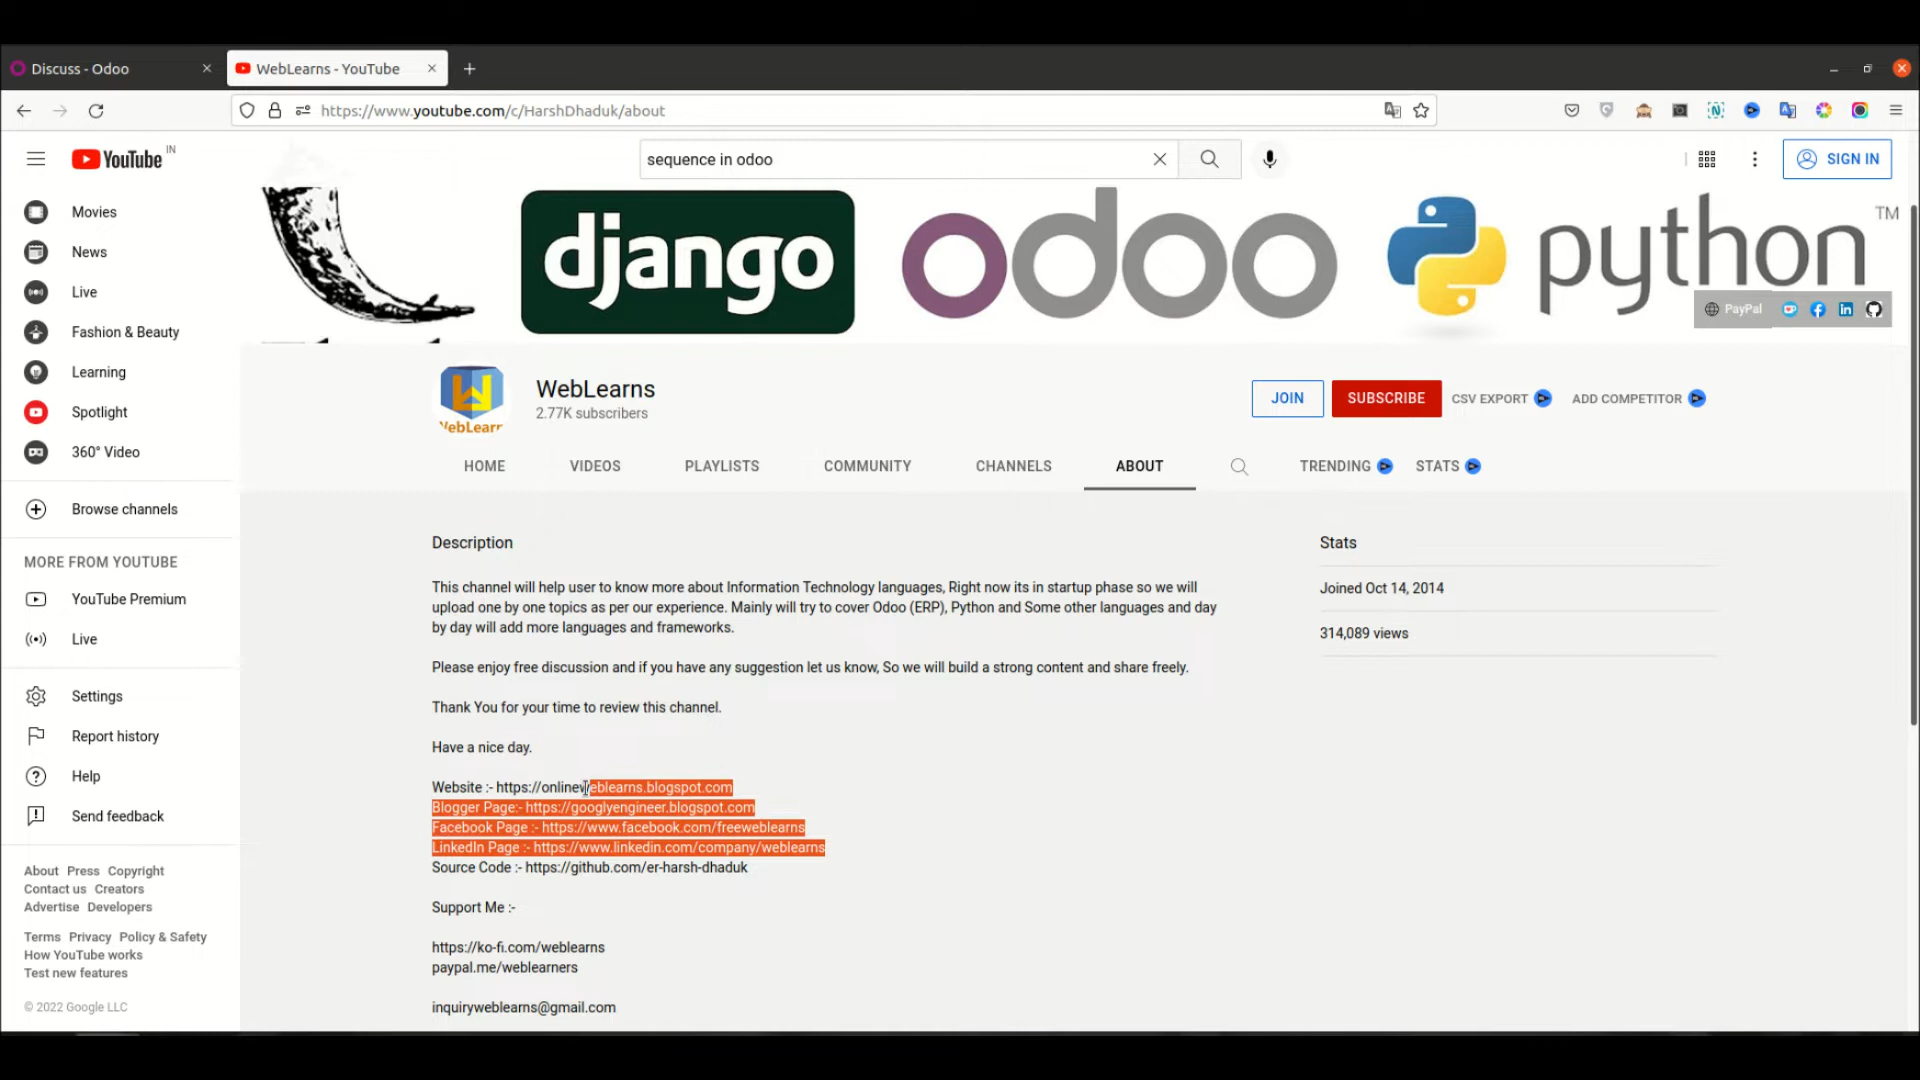 Discuss - Odoo
WebLearns - YouTube
https://www.youtube.com/c/HarshDhaduk/about
YouTube IN
sequence in odoo
SIGN IN
Movies
News
Live
Fashion & Beauty
Learning
Spotlight
360° Video
Browse channels
MORE FROM YOUTUBE
YouTube Premium
Live
Settings
Report history
Help
Send feedback
About Press Copyright
Contact us Creators
Advertise Developers
Terms Privacy Policy & Safety
How YouTube works
Test new features
© 2022 Google LLC
django
odoo
python TM
PayPal
WebLearns
2.77K subscribers
JOIN
SUBSCRIBE
CSV EXPORT
ADD COMPETITOR
HOME
VIDEOS
PLAYLISTS
COMMUNITY
CHANNELS
ABOUT
TRENDING
STATS
Description
This channel will help user to know more about Information Technology languages, Right now its in startup phase so we will
upload one by one topics as per our experience. Mainly will try to cover Odoo (ERP), Python and Some other languages and day
by day will add more languages and frameworks.
Please enjoy free discussion and if you have any suggestion let us know, So we will build a strong content and share freely.
Thank You for your time to review this channel.
Have a nice day.
Website :- https://onlineweblearns.blogspot.com
Blogger Page:- https://googlyengineer.blogspot.com
Facebook Page :- https://www.facebook.com/freeweblearns
LinkedIn Page :- https://www.linkedin.com/company/weblearns
Source Code :- https://github.com/er-harsh-dhaduk
Support Me :-
https://ko-fi.com/weblearns
paypal.me/weblearners
inquiryweblearns@gmail.com
Stats
Joined Oct 14, 2014
314,089 views